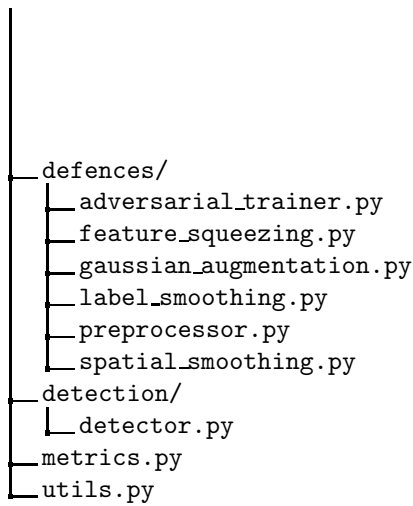 defences/
adversarial_trainer.py
feature_squeezing.py
gaussian_augmentation.py
label_smoothing.py
preprocessor.py
spatial_smoothing.py
detection/
detector.py
metrics.py
utils.py